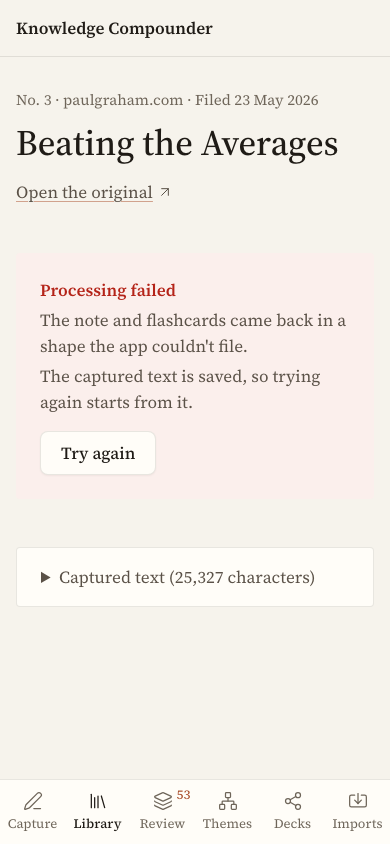 Knowledge Compounder
No. 3 · paulgraham.com · Filed 23 May 2026
Beating the Averages
Open the original
Processing failed
The note and flashcards came back in a
shape the app couldn't file.
The captured text is saved, so trying
again starts from it.
Try again
Captured text (25,327 characters)
53
Capture Library Review Themes Decks Imports